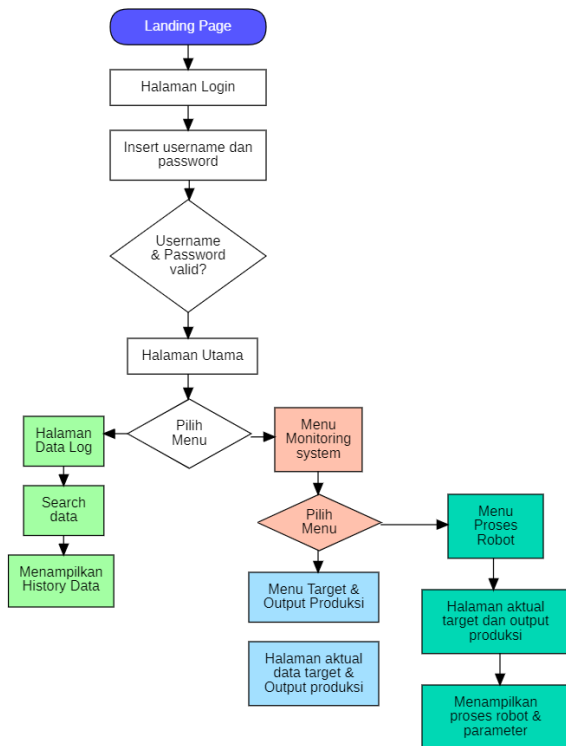 Landing Page
Halaman Login
Insert username dan
password
Username
& Password
valid?
Halaman Utama
Pilih
Menu
Halaman
Data Log
Search
data
Menampilkan
History Data
Menu
Monitoring
system
Pilih
Menu
Menu Target &
Output Produksi
Halaman aktual
data target &
Output produksi
Menu
Proses
Robot
Halaman aktual
target dan output
produksi
Menampilkan
proses robot &
parameter